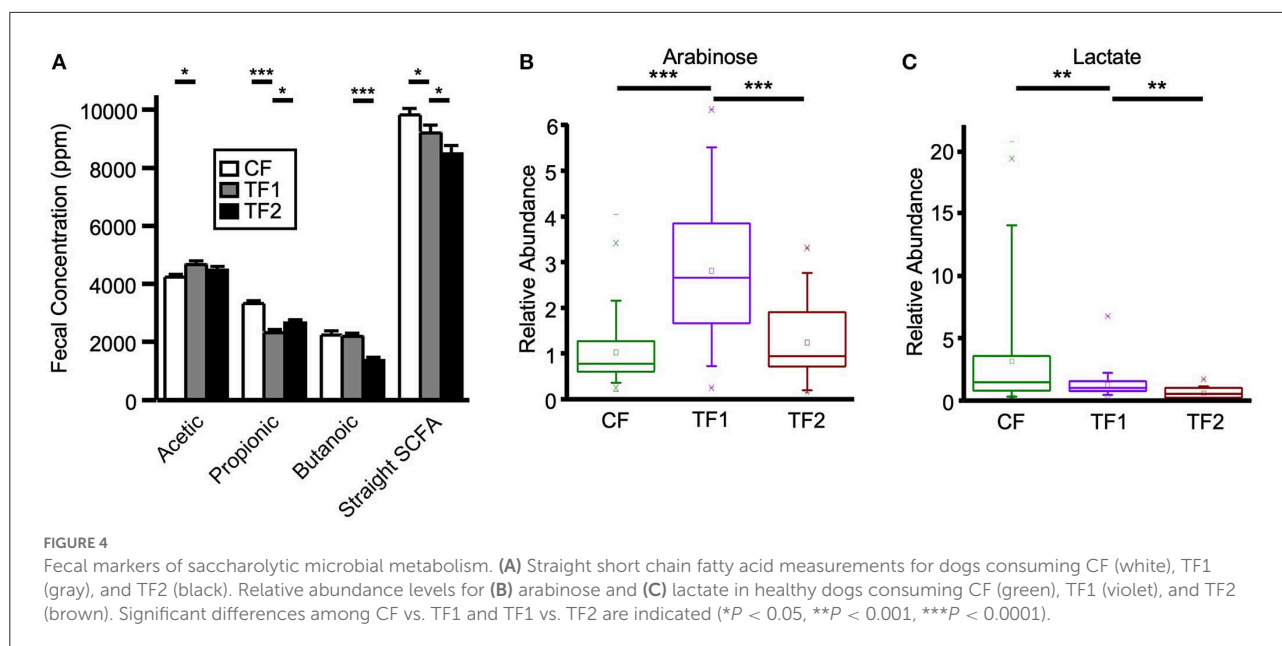 A
* *** *** *
* *
Fecal Concentration (ppm)
10000
8000
6000
4000
2000
0
CF
TF1
TF2
Acetic
Propionic
Butanoic
Straight SCFA
B
Arabinose
*** ***
Relative Abundance
6
5
4
3
2
1
0
CF TF1 TF2
C
Lactate
** **
Relative Abundance
20
15
10
5
0
CF TF1 TF2
FIGURE 4
Fecal markers of saccharolytic microbial metabolism. (A) Straight short chain fatty acid measurements for dogs consuming CF (white), TF1
(gray), and TF2 (black). Relative abundance levels for (B) arabinose and (C) lactate in healthy dogs consuming CF (green), TF1 (violet), and TF2
(brown). Significant differences among CF vs. TF1 and TF1 vs. TF2 are indicated (*P < 0.05, **P < 0.001, ***P < 0.0001).